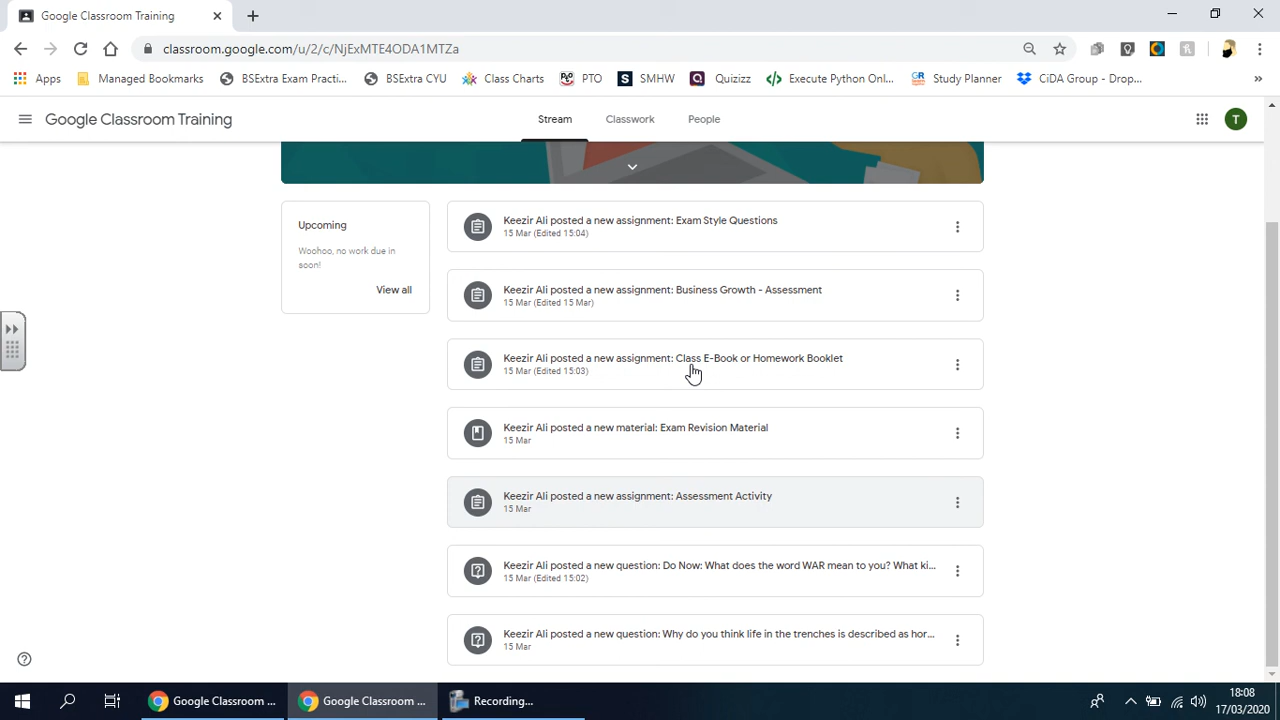 Google Classroom Training
classroom.google.com/u/2/c/NjExMTE4ODA1MTZa
Apps
Managed Bookmarks
BSExtra Exam Practi...
BSExtra CYU
Class Charts
PTO
SMHW
Quizizz
Execute Python Onl...
Study Planner
CiDA Group - Drop...
Google Classroom Training
Stream
Classwork
People
T
Upcoming
Woohoo, no work due in
soon!
View all
Keezir Ali posted a new assignment: Exam Style Questions
15 Mar (Edited 15:04)
Keezir Ali posted a new assignment: Business Growth - Assessment
15 Mar (Edited 15 Mar)
Keezir Ali posted a new assignment: Class E-Book or Homework Booklet
15 Mar (Edited 15:03)
Keezir Ali posted a new material: Exam Revision Material
15 Mar
Keezir Ali posted a new assignment: Assessment Activity
15 Mar
Keezir Ali posted a new question: Do Now: What does the word WAR mean to you? What ki...
15 Mar (Edited 15:02)
Keezir Ali posted a new question: Why do you think life in the trenches is described as hor...
15 Mar
Google Classroom ...
Google Classroom ...
Recording...
18:08
17/03/2020